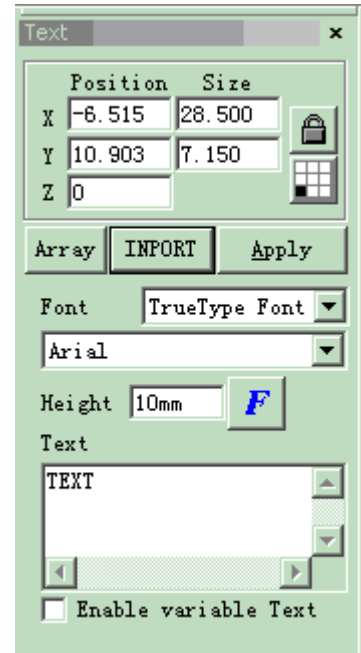 Text
Position Size
X -6.515 28.500
Y 10.903 7.150
Z 0
Array INPORT Apply
Font TrueType Font
Arial
Height 10mm F
Text
TEXT
Enable variable Text